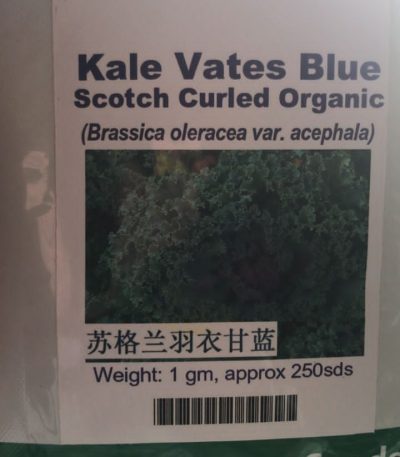 Kale Vates Blue
Scotch Curled Organic
(Brassica oleracea var. acephala)
苏格兰羽衣甘蓝
Weight: 1 gm, approx 250sds